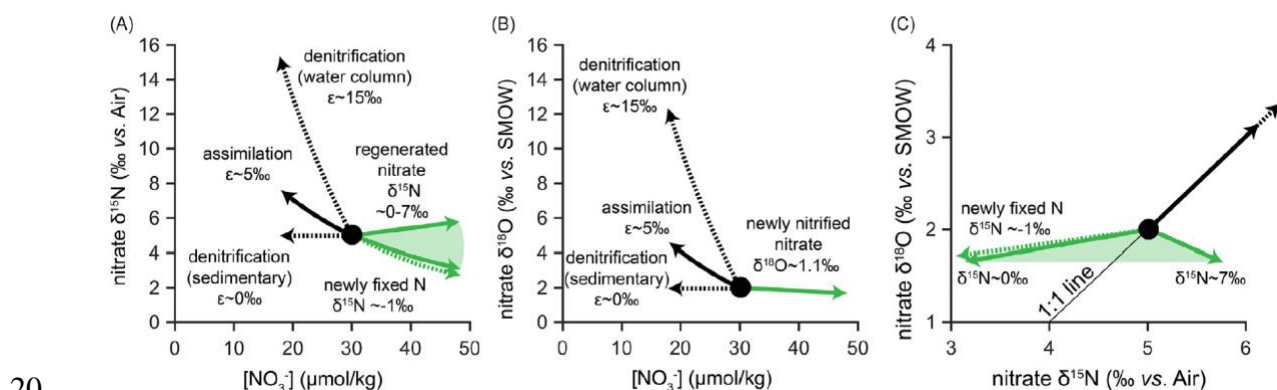 (A)
16
14
12
10
8
6
4
2
0
nitrate δ¹⁵N (‰ vs. Air)
denitrification
(water column)
ε~15‰
assimilation
ε~5‰
regenerated
nitrate
δ¹⁵N
~0-7‰
denitrification
(sedimentary)
ε~0‰
newly fixed N
δ¹⁵N ~-1‰
0 10 20 30 40 50
[NO₃⁻] (μmol/kg)
(B)
16
14
12
10
8
6
4
2
0
nitrate δ¹⁸O (‰ vs. SMOW)
denitrification
(water column)
ε~15‰
assimilation
ε~5‰
newly nitrified
nitrate
δ¹⁸O~1.1‰
denitrification
(sedimentary)
ε~0‰
0 10 20 30 40 50
[NO₃⁻] (μmol/kg)
(C)
4
3
2
1
nitrate δ¹⁸O (‰ vs. SMOW)
newly fixed N
δ¹⁵N ~-1‰
δ¹⁵N~0‰
δ¹⁵N~7‰
1:1 line
3 4 5 6
nitrate δ¹⁵N (‰ vs. Air)
20